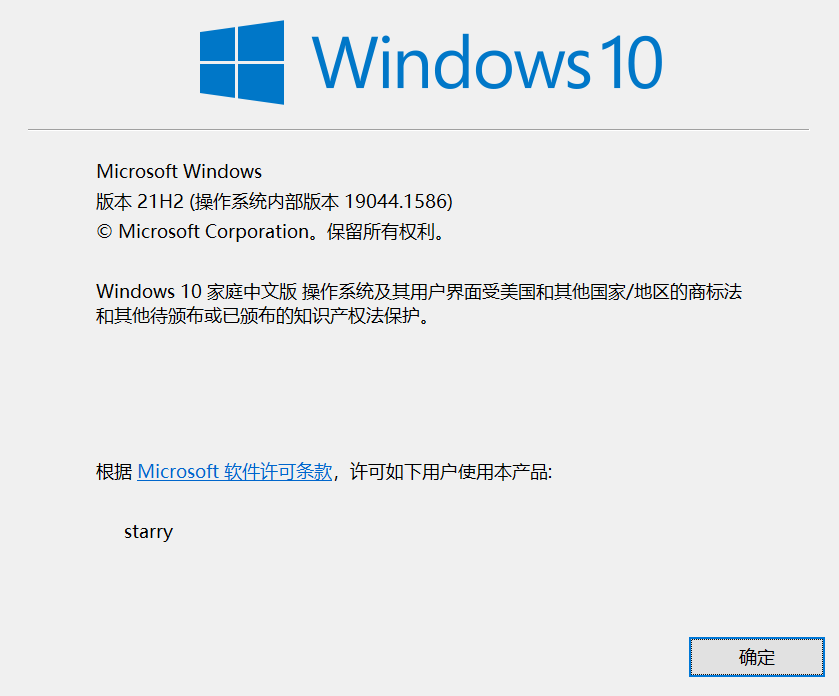 Windows 10
Microsoft Windows
版本 21H2 (操作系统内部版本 19044.1586)
© Microsoft Corporation。保留所有权利。
Windows 10 家庭中文版 操作系统及其用户界面受美国和其他国家/地区的商标法
和其他待颁布或已颁布的知识产权法保护。
根据 Microsoft 软件许可条款，许可如下用户使用本产品:
starry
确定